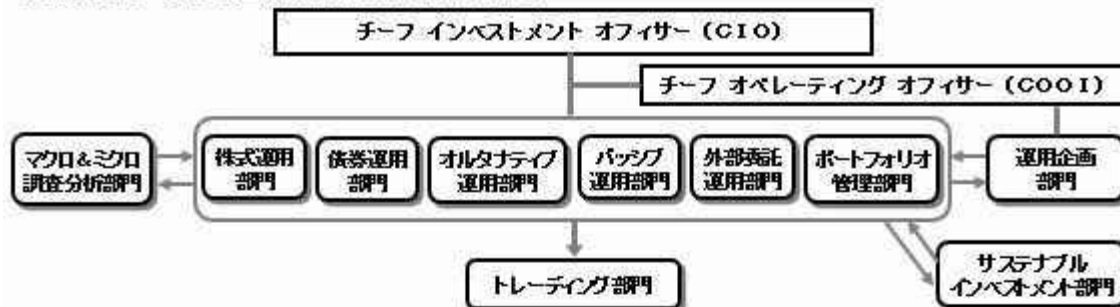 チーフ インベストメント オフィサー (CIO)
チーフ オペレーティング オフィサー (COOI)
マクロ&ミクロ
調査分析部門
株式運用
部門
債券運用
部門
オルタナティブ
運用部門
パッシブ
運用部門
外部委託
運用部門
ポートフォリオ
管理部門
運用企画
部門
トレーディング部門
サステナブル
インベストメント部門